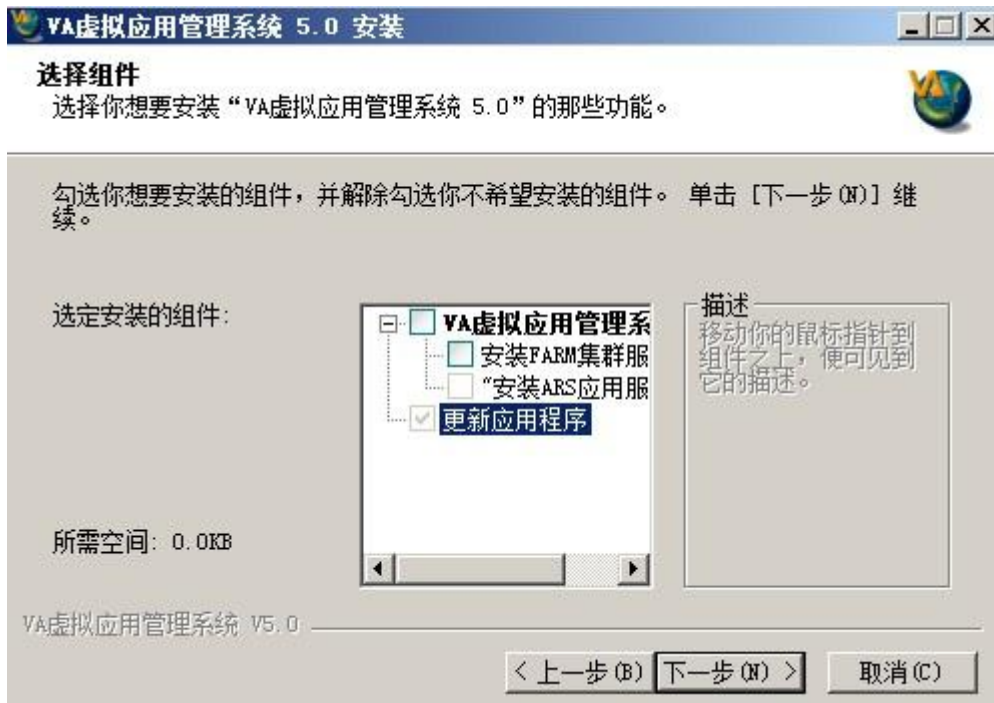 VA虚拟应用管理系统 5.0 安装
选择组件
选择你想要安装“VA虚拟应用管理系统 5.0”的那些功能。
VA
勾选你想要安装的组件，并解除勾选你不希望安装的组件。 单击 [下一步(N)] 继
续。
选定安装的组件:
VA虚拟应用管理系
安装FARM集群服
"安装ARS应用服
更新应用程序
描述
移动你的鼠标指针到
组件之上，便可见到
它的描述。
所需空间: 0.0KB
VA虚拟应用管理系统 V5.0
< 上一步(B)
下一步(N) >
取消(C)